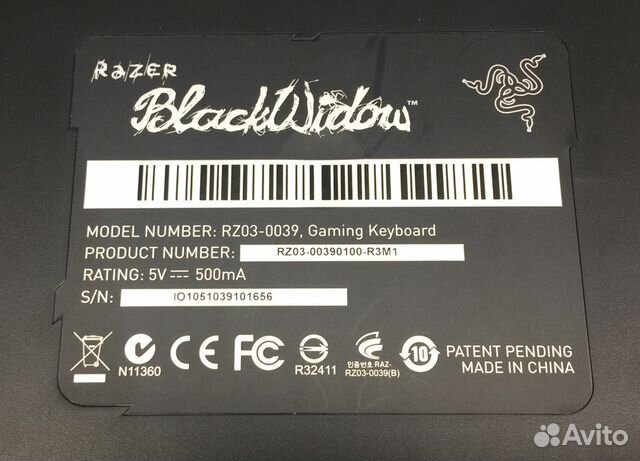 RAZER
BlackWidow™
MODEL NUMBER: RZ03-0039, Gaming Keyboard
PRODUCT NUMBER: RZ03-00390100-R3M1
RATING: 5V ⎓ 500mA
S/N: IO1051039101656
N11360
CE FC
R32411
인증번호:RAZ-
RZ03-0039(B)
10
PATENT PENDING
MADE IN CHINA
Avito